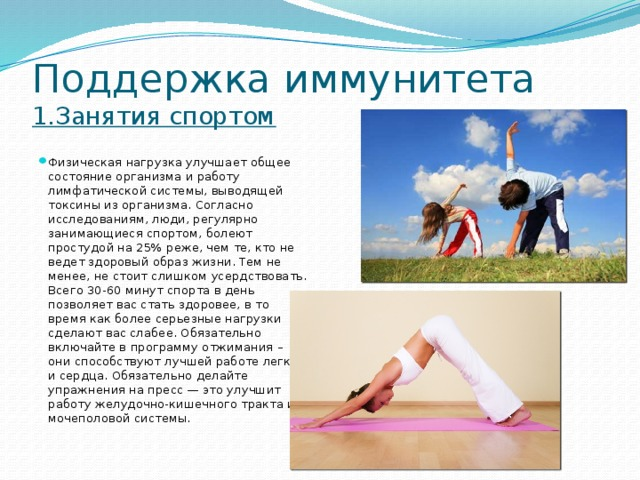 Поддержка иммунитета
1.Занятия спортом
Физическая нагрузка улучшает общее
состояние организма и работу
лимфатической системы, выводящей
токсины из организма. Согласно
исследованиям, люди, регулярно
занимающиеся спортом, болеют
простудой на 25% реже, чем те, кто не
ведет здоровый образ жизни. Тем не
менее, не стоит слишком усердствовать.
Всего 30-60 минут спорта в день
позволяет вас стать здоровее, в то
время как более серьезные нагрузки
сделают вас слабее. Обязательно
включайте в программу отжимания –
они способствуют лучшей работе легк
и сердца. Обязательно делайте
упражнения на пресс — это улучшит
работу желудочно-кишечного тракта и
мочеполовой системы.